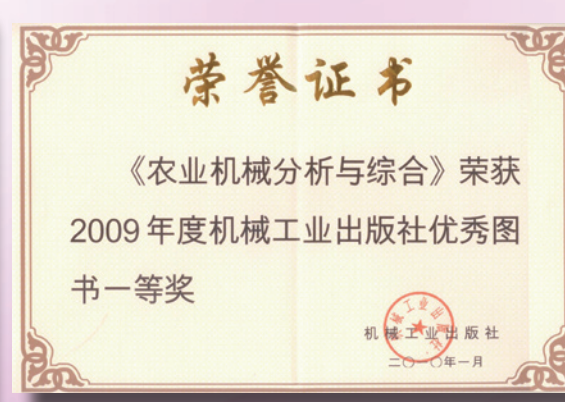 荣誉证书
《农业机械分析与综合》荣获
2009年度机械工业出版社优秀图
书一等奖
机械工业出版社
二〇一〇年一月